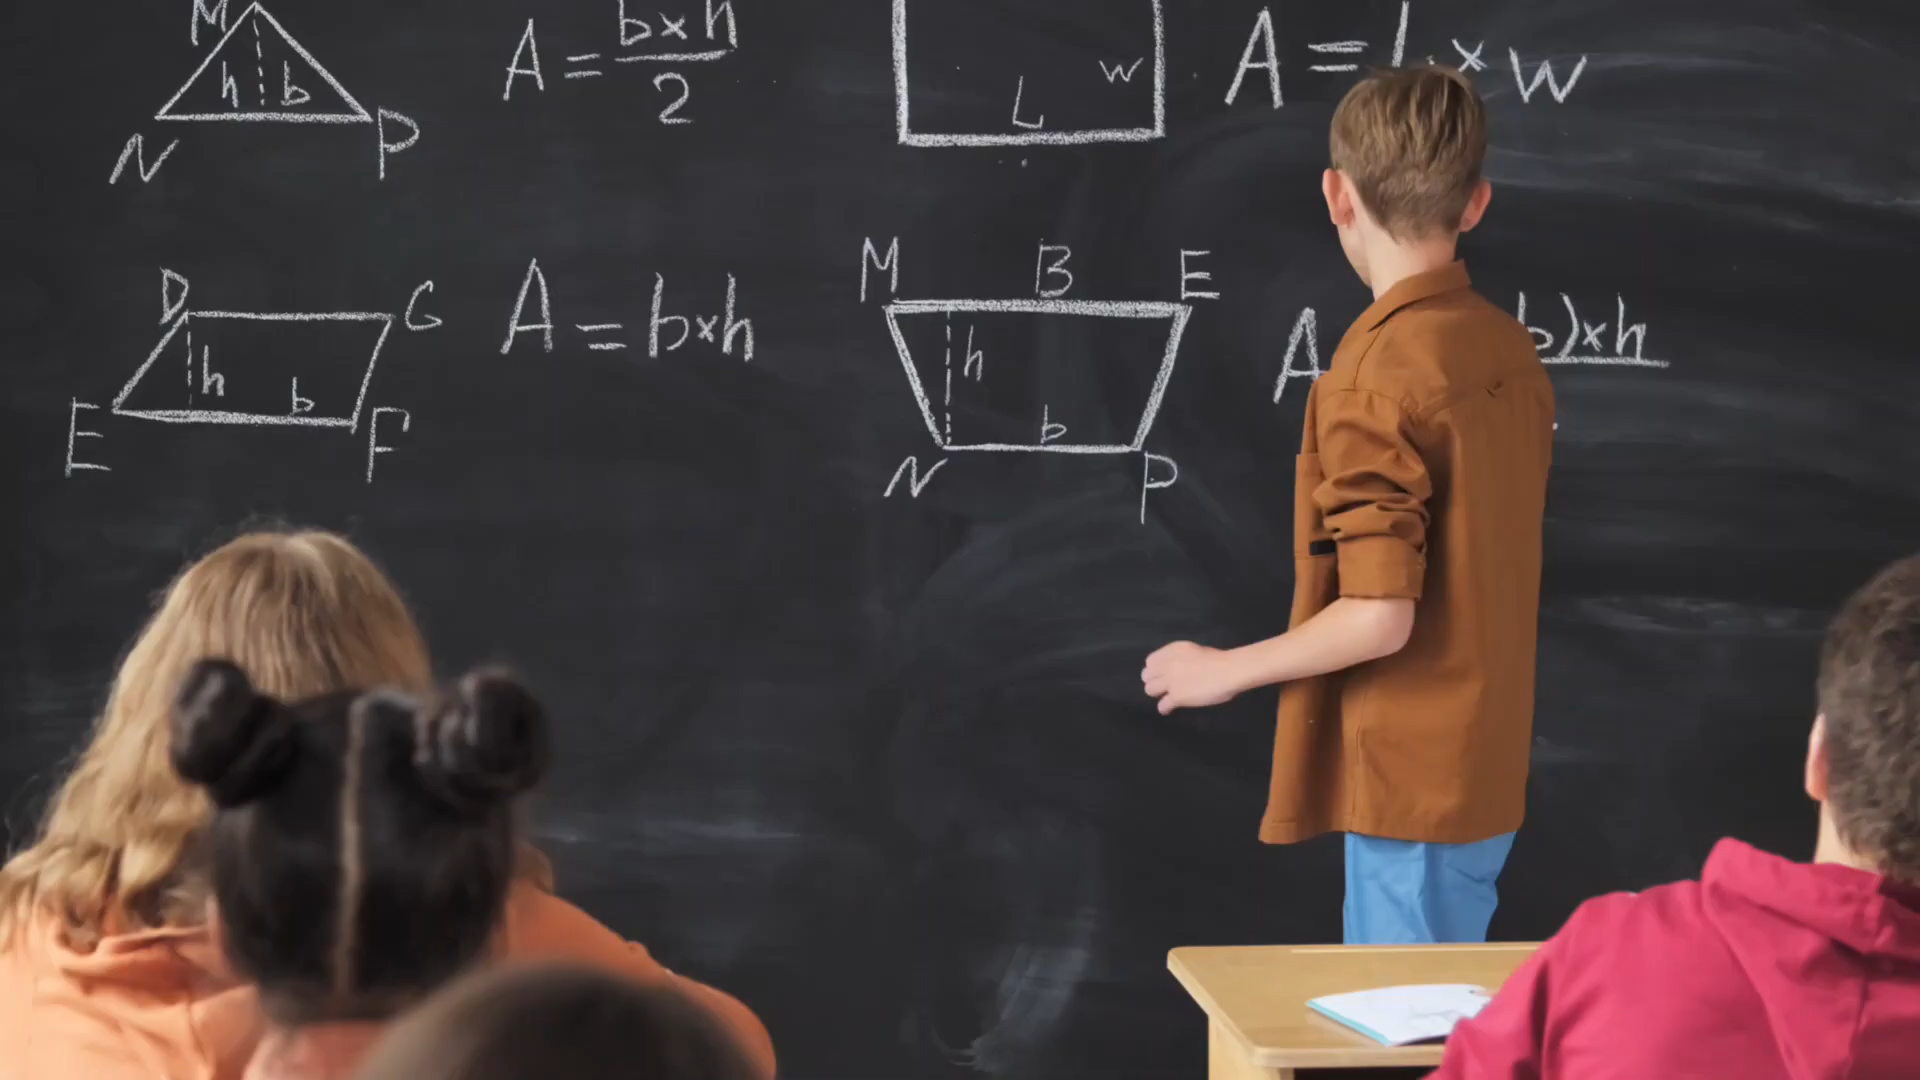 M
h b
N P
A = b×h
2
W
L
A = L × W
D G
h
b
E F
A = b×h
M B E
h
b
N P
A b)×h